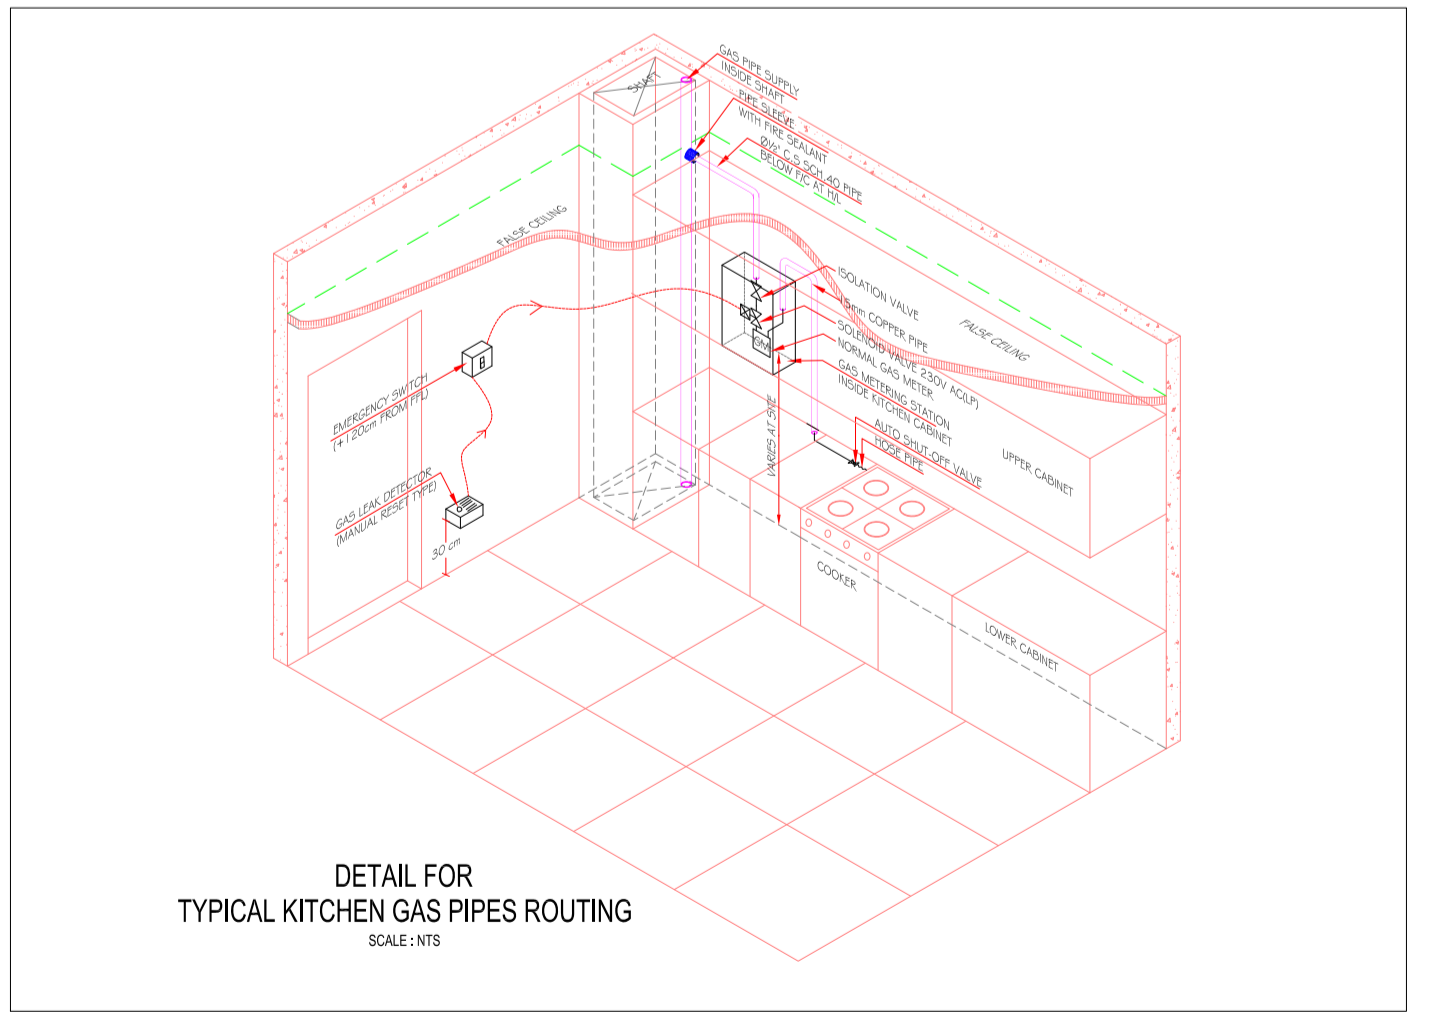 GAS PIPE SUPPLY
INSIDE SHAFT
SHAFT
PIPE SLEEVE
WITH FIRE SEALANT
Ø½" C.S SCH.40 PIPE
BELOW F/C AT H/L
FALSE CEILING
ISOLATION VALVE
15mm COPPER PIPE
FALSE CEILING
SOLENOID VALVE 230V AC(LP)
NORMAL GAS METER
GM
GAS METERING STATION
INSIDE KITCHEN CABINET
EMERGENCY SWITCH
(+120cm FROM FFL)
VARIES AT SITE
AUTO SHUT-OFF VALVE
HOSE PIPE
UPPER CABINET
GAS LEAK DETECTOR
(MANUAL RESET TYPE)
30 cm
COOKER
LOWER CABINET
DETAIL FOR
TYPICAL KITCHEN GAS PIPES ROUTING
SCALE : NTS